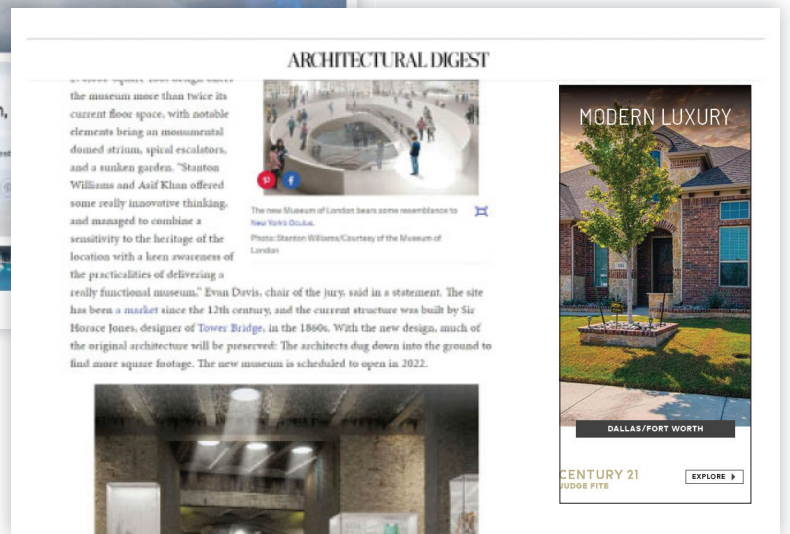 ARCHITECTURAL DIGEST
the museum more than twice its
current floor space, with notable
elements being an monumental
domed atrium, spiral escalators,
and a sunken garden. "Stanton
Williams and Asif Khan offered
some really innovative thinking,
and managed to combine a
sensitivity to the heritage of the
location with a keen awareness of
the practicalities of delivering a
really functional museum," Evan Davis, chair of the jury, said in a statement. The site
has been a market since the 12th century, and the current structure was built by Sir
Horace Jones, designer of Tower Bridge, in the 1860s. With the new design, much of
the original architecture will be preserved: The architects dug down into the ground to
find more square footage. The new museum is scheduled to open in 2022.
The new Museum of London bears some resemblance to
New York's Oculus.
Photo: Stanton Williams/Courtesy of the Museum of
London
MODERN LUXURY
DALLAS/FORT WORTH
CENTURY 21
JUDGE FITE
EXPLORE